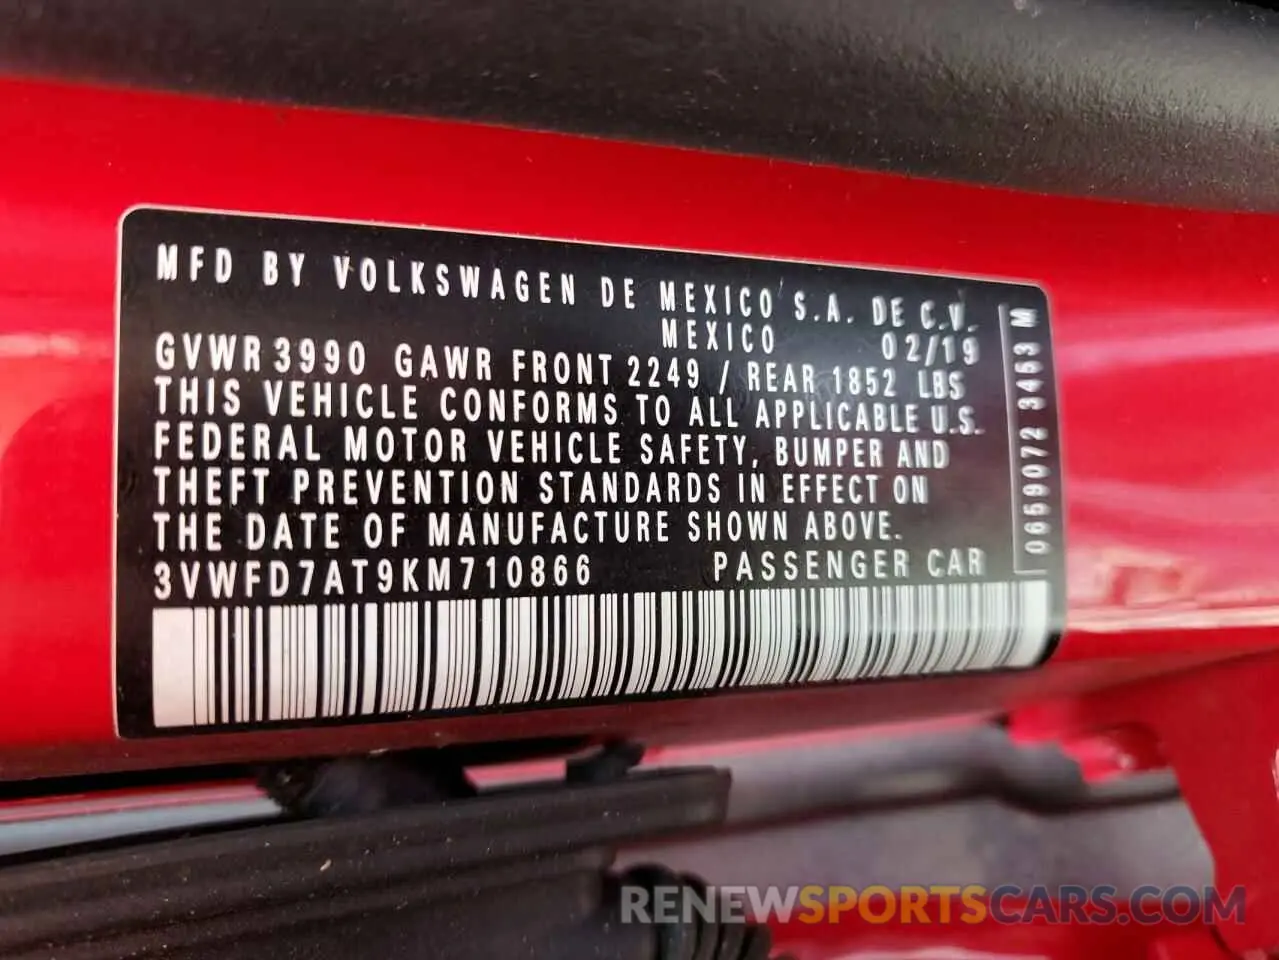 MFD BY VOLKSWAGEN DE MEXICO S.A. DE C.V.
MEXICO 02/19
GVWR 3990 GAWR FRONT 2249 / REAR 1852 LBS
THIS VEHICLE CONFORMS TO ALL APPLICABLE U.S.
FEDERAL MOTOR VEHICLE SAFETY, BUMPER AND
THEFT PREVENTION STANDARDS IN EFFECT ON
THE DATE OF MANUFACTURE SHOWN ABOVE.
3VWFD7AT9KM710866 PASSENGER CAR
0659072 3453 M
RENEWSPORTSCARS.COM